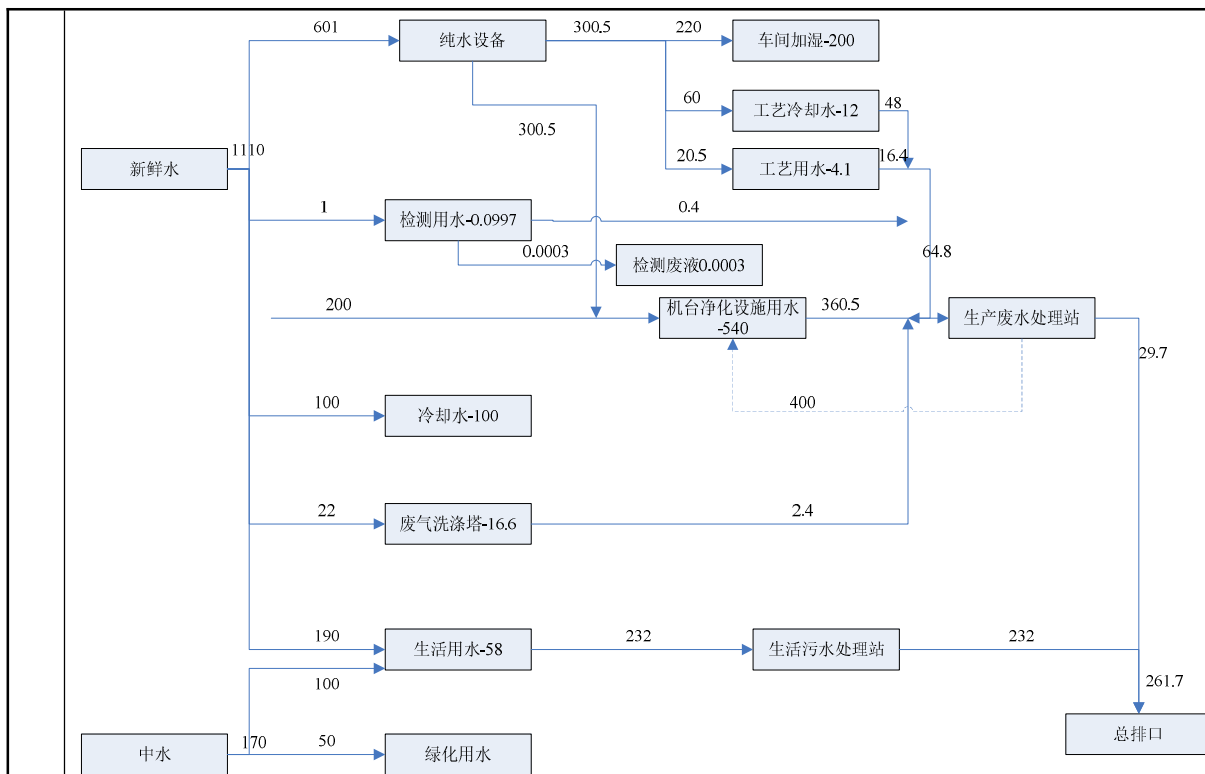 601
纯水设备
300.5
220
车间加湿-200
60
工艺冷却水-12
48
300.5
新鲜水
1110
20.5
工艺用水-4.1
16.4
1
检测用水-0.0997
0.4
0.0003
检测废液0.0003
64.8
200
机台净化设施用水
-540
360.5
生产废水处理站
29.7
400
100
冷却水-100
22
废气洗涤塔-16.6
2.4
190
生活用水-58
232
生活污水处理站
232
100
261.7
中水
170
50
绿化用水
总排口